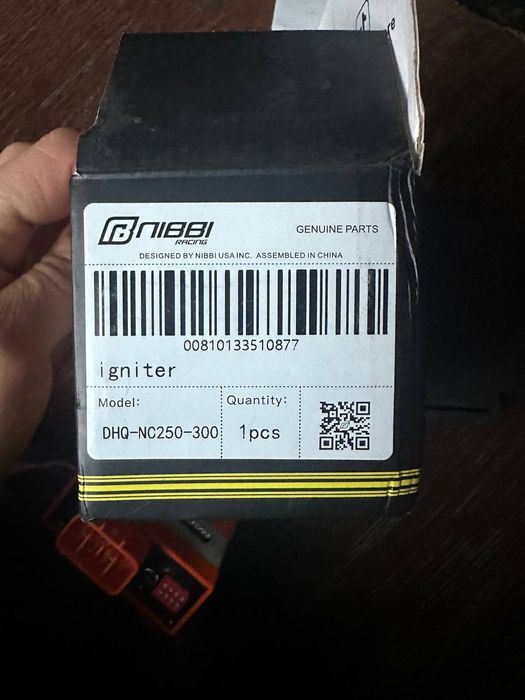 NIBBI
RACING
GENUINE PARTS
DESIGNED BY NIBBI USA INC. ASSEMBLED IN CHINA
00810133510877
igniter
Model:
Quantity:
DHQ-NC250-300
1pcs